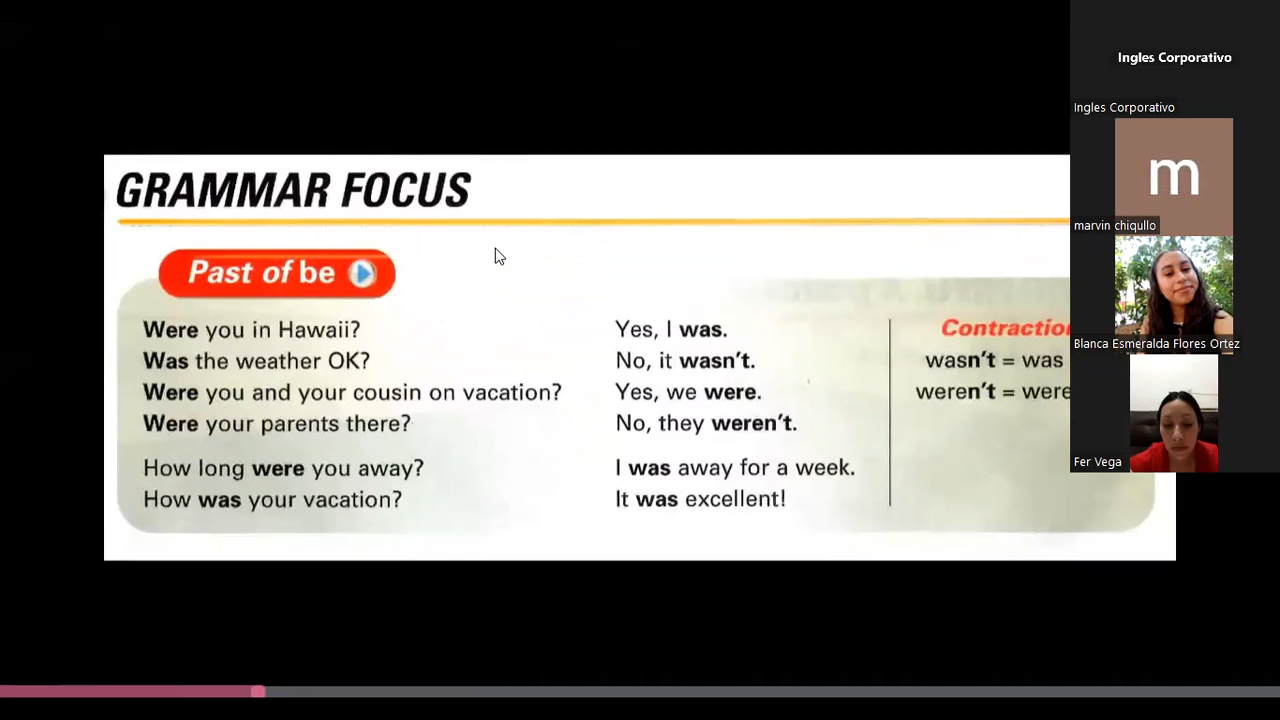 Ingles Corporativo
Ingles Corporativo
m
marvin chiqullo
Blanca Esmeralda Flores Ortez
Fer Vega
GRAMMAR FOCUS
Past of be
Were you in Hawaii? Yes, I was.
Was the weather OK? No, it wasn't.
Were you and your cousin on vacation? Yes, we were.
Were your parents there? No, they weren't.
How long were you away? I was away for a week.
How was your vacation? It was excellent!
Contractio
wasn't = was
weren't = were